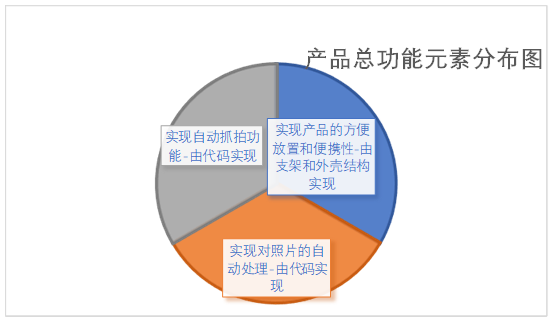 产品总功能元素分布图
实现自动抓拍功
能-由代码实现
实现产品的方便
放置和便携性-由
支架和外壳结构
实现
实现对照片的自
动处理-由代码实
现